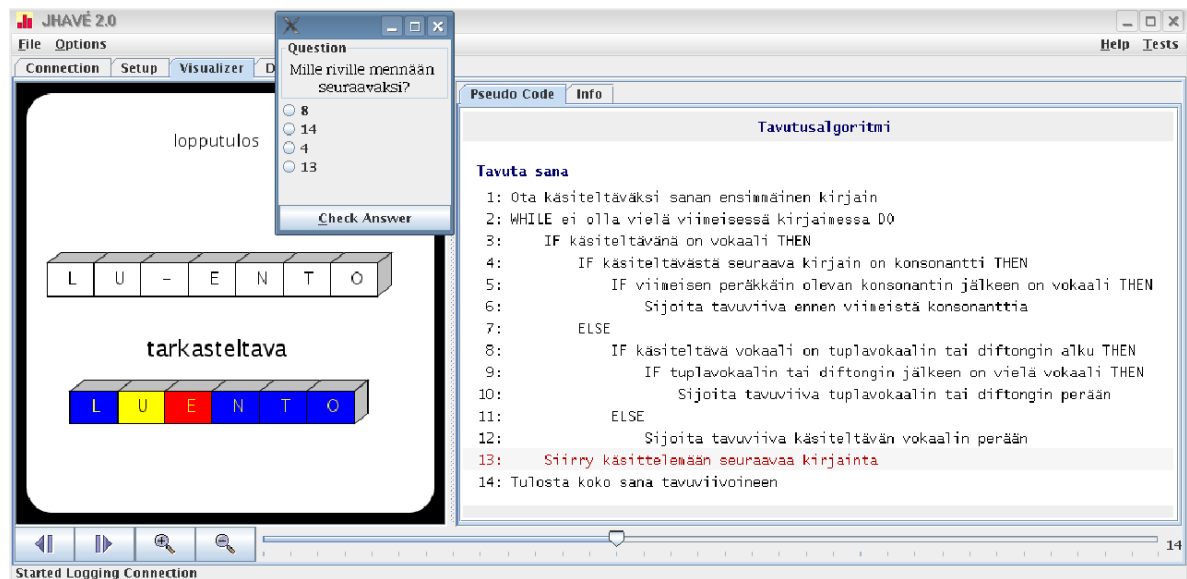 JHAVÉ 2.0
File Options
Help Tests
Connection Setup Visualizer D
Question
Mille riville mennään
seuraavaksi?
8
14
4
13
Check Answer
lopputulos
L U - E N T O
tarkasteltava
L U E N T O
Pseudo Code Info
Tavutusalgoritmi
Tavuta sana
1: Ota käsiteltäväksi sanan ensimmäinen kirjain
2: WHILE ei olla vielä viimeisessä kirjaimessa DO
3: IF käsiteltävänä on vokaali THEN
4: IF käsiteltävästä seuraava kirjain on konsonantti THEN
5: IF viimeisen peräkkäin olevan konsonantin jälkeen on vokaali THEN
6: Sijoita tavuviiva ennen viimeistä konsonanttia
7: ELSE
8: IF käsiteltävä vokaali on tuplavokaalin tai diftongin alku THEN
9: IF tuplavokaalin tai diftongin jälkeen on vielä vokaali THEN
10: Sijoita tavuviiva tuplavokaalin tai diftongin perään
11: ELSE
12: Sijoita tavuviiva käsiteltävän vokaalin perään
13: Siirry käsittelemään seuraavaa kirjainta
14: Tulosta koko sana tavuviivoineen
14
Started Logging Connection